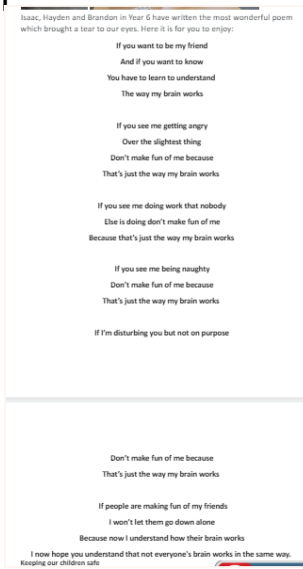 Isaac, Hayden and Brandon in Year 6 have written the most wonderful poem
which brought a tear to our eyes. Here it is for you to enjoy:
If you want to be my friend
And if you want to know
You have to learn to understand
The way my brain works
If you see me getting angry
Over the slightest thing
Don't make fun of me because
That's just the way my brain works
If you see me doing work that nobody
Else is doing don't make fun of me
Because that's just the way my brain works
If you see me being naughty
Don't make fun of me because
That's just the way my brain works
If I'm disturbing you but not on purpose
Don't make fun of me because
That's just the way my brain works
If people are making fun of my friends
I won't let them go down alone
Because now I understand how their brain works
I now hope you understand that not everyone's brain works in the same way.
Keeping our children safe